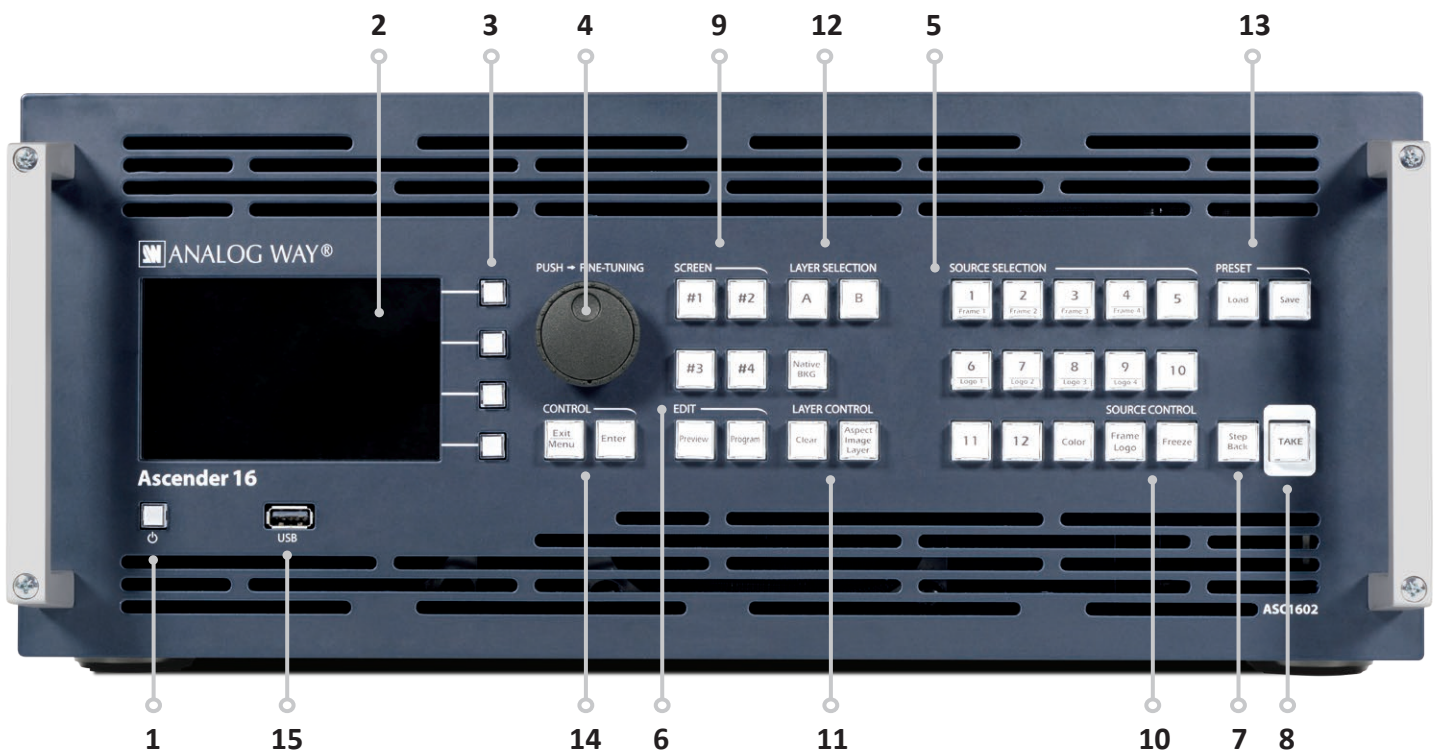 2 3 4 9 12 5 13
ANALOG WAY®
PUSH → FINE-TUNING
SCREEN
LAYER SELECTION
SOURCE SELECTION
PRESET
#1 #2 A B
1 Frame 1
2 Frame 2
3 Frame 3
4 Frame 4
5
Load Save
#3 #4
Native
BKG
6 Logo 1
7 Logo 2
8 Logo 3
9 Logo 4
10
CONTROL
EDIT
LAYER CONTROL
SOURCE CONTROL
Exit
Menu
Enter
Preview Program
Clear
Aspect
Image
Layer
11 12 Color
Frame
Logo
Freeze
Step
Back
TAKE
Ascender 16
USB
ASC1602
1 15 14 6 11 10 7 8